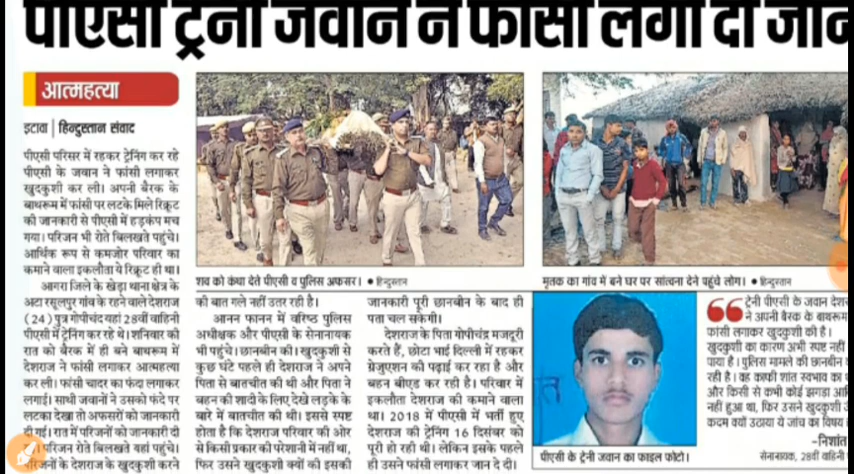 पीएसी ट्रेनी जवान ने फांसी लगा दी जान
आत्महत्या
इटावा | हिन्दुस्तान संवाद
पीएसी परिसर में रहकर ट्रेनिंग कर रहे
पीएसी के जवान ने फांसी लगाकर
खुदकुशी कर ली। अपनी बैरक के
बाथरूम में फांसी पर लटके मिले रिक्रूट
की जानकारी से पीएसी में हड़कंप मच
गया। परिजन भी रोते बिलखते पहुंचे।
आर्थिक रूप से कमजोर परिवार का
कमाने वाला इकलौता ये रिक्रूट ही था।
आगरा जिले के खेड़ा थाना क्षेत्र के
अटा रसूलपुर गांव के रहने वाले देशराज
(24) पुत्र गोपीचंद यहां 28वीं वाहिनी
पीएसी में ट्रेनिंग कर रहे थे। शनिवार की
रात को बैरक में ही बने बाथरूम में
देशराज ने फांसी लगाकर आत्महत्या
कर ली। फांसी चादर का फंदा लगाकर
लगाई। साथी जवानों ने उसको फंदे पर
लटका देखा तो अफसरों को जानकारी
दी गई। रात में परिजनों को जानकारी दी
परिजन रोते बिलखते यहां पहुंचे।
परिजनों के देशराज के खुदकुशी करने
शव को कंधा देते पीएसी व पुलिस अफसर। ● हिन्दुस्तान
की बात गले नहीं उतर रही है।
आनन फानन में वरिष्ठ पुलिस
अधीक्षक और पीएसी के सेनानायक
भी पहुंचे। छानबीन की। खुदकुशी से
कुछ घंटे पहले ही देशराज ने अपने
पिता से बातचीत की थी और पिता ने
बहन की शादी के लिए देखे लड़के के
बारे में बातचीत की थी। इससे स्पष्ट
होता है कि देशराज परिवार की ओर
से किसी प्रकार की परेशानी में नहीं था,
फिर उसने खुदकुशी क्यों की इसकी
जानकारी पूरी छानबीन के बाद ही
पता चल सकेगी।
देशराज के पिता गोपीचंद्र मजदूरी
करते हैं, छोटा भाई दिल्ली में रहकर
ग्रेजुएशन की पढ़ाई कर रहा है और
बहन बीएड कर रही है। परिवार में
इकलौता देशराज की कमाने वाला
था। 2018 में पीएसी में भर्ती हुए
देशराज की ट्रेनिंग 16 दिसंबर को
पूरी हो रही थी। लेकिन इसके पहले
ही उसने फांसी लगाकर जान दे दी।
मृतक का गांव में बने घर पर सांत्वना देने पहुंचे लोग। ● हिन्दुस्तान
पीएसी के ट्रेनी जवान का फाइल फोटो।
ट्रेनी पीएसी के जवान देश
ने अपनी बैरक के बाथरूम
फांसी लगाकर खुदकुशी की है।
खुदकुशी का कारण अभी स्पष्ट नहीं
पाया है। पुलिस मामले की छानबीन
रही है। वह काफी शांत स्वभाव का
और किसी से कभी कोई झगड़ा
नहीं हुआ था, फिर उसने खुदकुशी
कदम क्यों उठाया ये जांच का विषय
-निशांत
सेनानायक, 28वीं वाहिनी